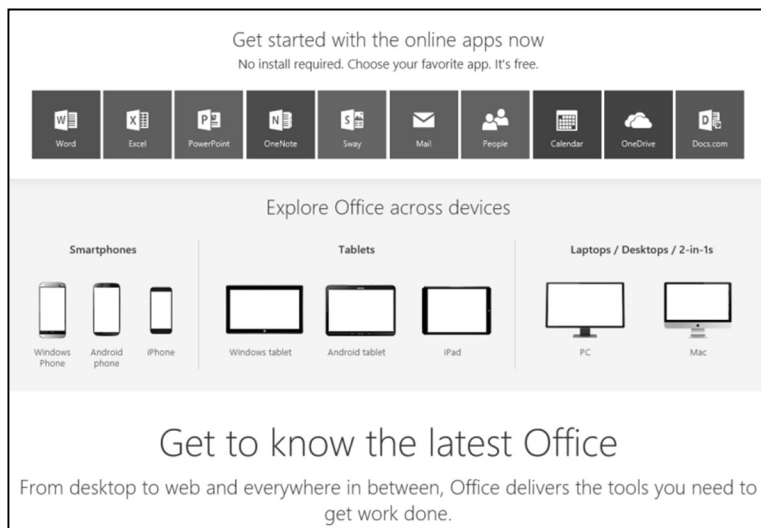 Get started with the online apps now
No install required. Choose your favorite app. It's free.
W X P N S D
Word Excel PowerPoint OneNote Sway Mail People Calendar OneDrive Docs.com
Explore Office across devices
Smartphones Tablets Laptops / Desktops / 2-in-1s
Windows Phone Android phone iPhone Windows tablet Android tablet iPad PC Mac
Get to know the latest Office
From desktop to web and everywhere in between, Office delivers the tools you need to
get work done.